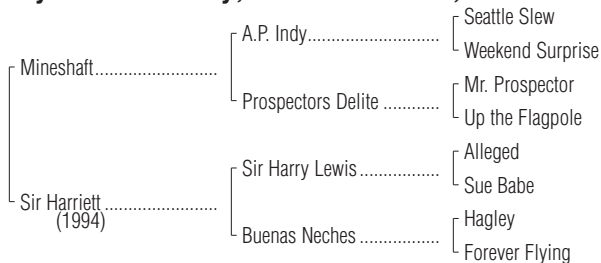 Seattle Slew
A.P. Indy
Weekend Surprise
Mineshaft
Mr. Prospector
Prospectors Delite
Up the Flagpole
Alleged
Sir Harry Lewis
Sue Babe
Sir Harriett
(1994)
Hagley
Buenas Neches
Forever Flying